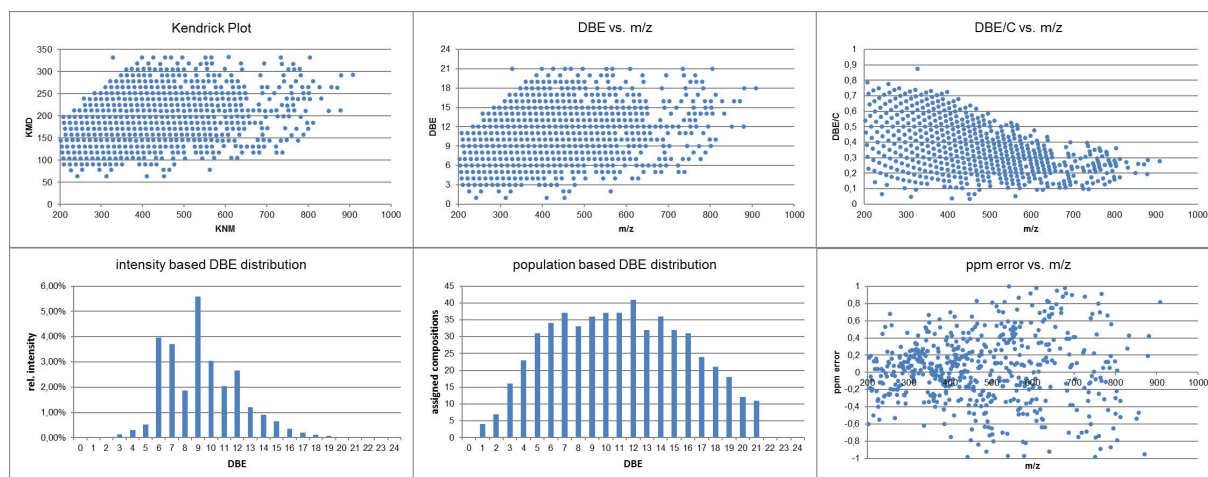 Kendrick Plot
KMD
350
300
250
200
150
100
50
0
200 300 400 500 600 700 800 900 1000
KNM
DBE vs. m/z
DBE
24
21
18
15
12
9
6
3
0
200 300 400 500 600 700 800 900 1000
m/z
DBE/C vs. m/z
DBE/C
1
0,9
0,8
0,7
0,6
0,5
0,4
0,3
0,2
0,1
0
200 300 400 500 600 700 800 900 1000
m/z
intensity based DBE distribution
rel. intensity
6,00%
5,00%
4,00%
3,00%
2,00%
1,00%
0,00%
0 1 2 3 4 5 6 7 8 9 10 11 12 13 14 15 16 17 18 19 20 21 22 23 24
DBE
population based DBE distribution
assigned compositions
45
40
35
30
25
20
15
10
5
0
0 1 2 3 4 5 6 7 8 9 10 11 12 13 14 15 16 17 18 19 20 21 22 23 24
DBE
ppm error vs. m/z
ppm error
1
0,8
0,6
0,4
0,2
0
-0,2
-0,4
-0,6
-0,8
-1
200 300 400 500 600 700 800 900 1000
m/z